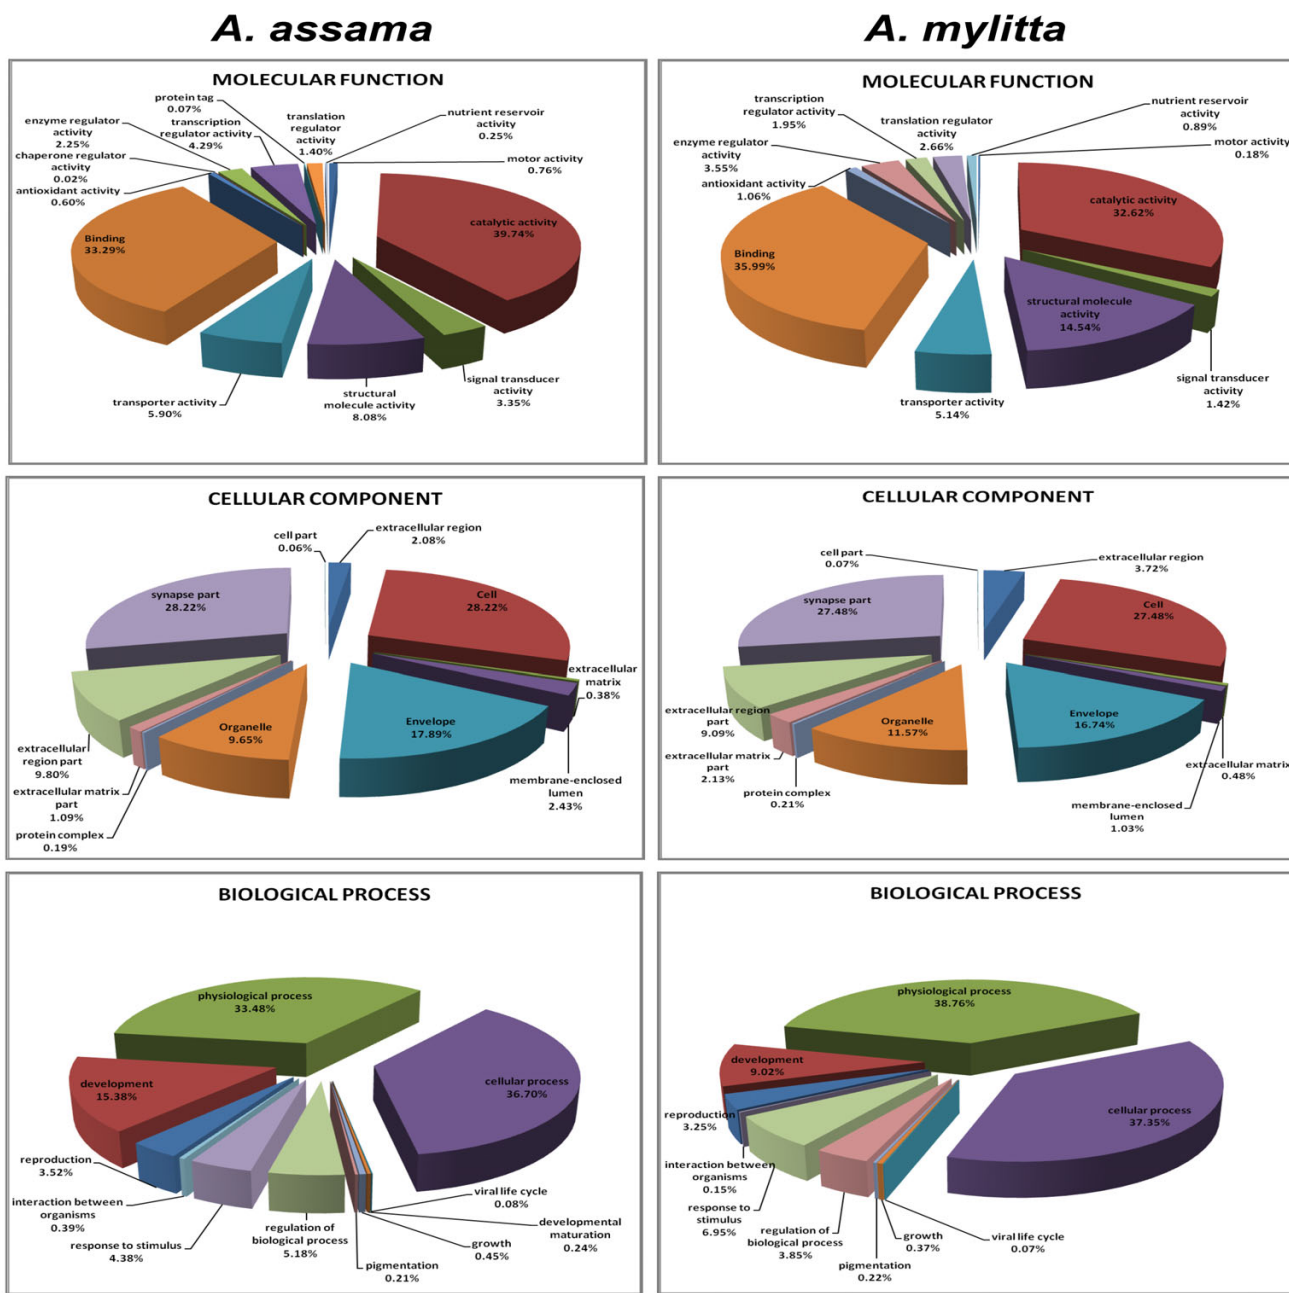 A. assama
A. mylitta
MOLECULAR FUNCTION
protein tag
0.07%
enzyme regulator
activity
2.25%
transcription
regulator activity
4.29%
translation
regulator
activity
1.40%
nutrient reservoir
activity
0.25%
chaperone regulator
activity
0.02%
motor activity
0.76%
antioxidant activity
0.60%
catalytic activity
39.74%
Binding
33.29%
transporter activity
5.90%
structural
molecule activity
8.08%
signal transducer
activity
3.35%
MOLECULAR FUNCTION
transcription
regulator activity
1.95%
translation regulator
activity
2.66%
nutrient reservoir
activity
0.89%
enzyme regulator
activity
3.55%
motor activity
0.18%
antioxidant activity
1.06%
catalytic activity
32.62%
Binding
35.99%
structural molecule
activity
14.54%
transporter activity
5.14%
signal transducer
activity
1.42%
CELLULAR COMPONENT
cell part
0.06%
extracellular region
2.08%
synapse part
28.22%
Cell
28.22%
extracellular
matrix
0.38%
Organelle
9.65%
Envelope
17.89%
extracellular
region part
9.80%
membrane-enclosed
lumen
2.43%
extracellular matrix
part
1.09%
protein complex
0.19%
CELLULAR COMPONENT
cell part
0.07%
extracellular region
3.72%
synapse part
27.48%
Cell
27.48%
extracellular region
part
9.09%
Organelle
11.57%
Envelope
16.74%
extracellular matrix
part
2.13%
extracellular matrix
0.48%
protein complex
0.21%
membrane-enclosed
lumen
1.03%
BIOLOGICAL PROCESS
physiological process
33.48%
development
15.38%
cellular process
36.70%
reproduction
3.52%
interaction between
organisms
0.39%
response to stimulus
4.38%
regulation of
biological process
5.18%
viral life cycle
0.08%
developmental
maturation
0.24%
growth
0.45%
pigmentation
0.21%
BIOLOGICAL PROCESS
physiological process
38.76%
development
9.02%
reproduction
3.25%
cellular process
37.35%
interaction between
organisms
0.15%
response to
stimulus
6.95%
regulation of
biological process
3.85%
growth
0.37%
viral life cycle
0.07%
pigmentation
0.22%